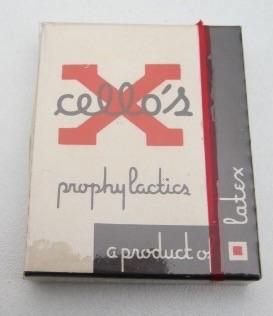 X
cello's
prophylactics
a product of
latex